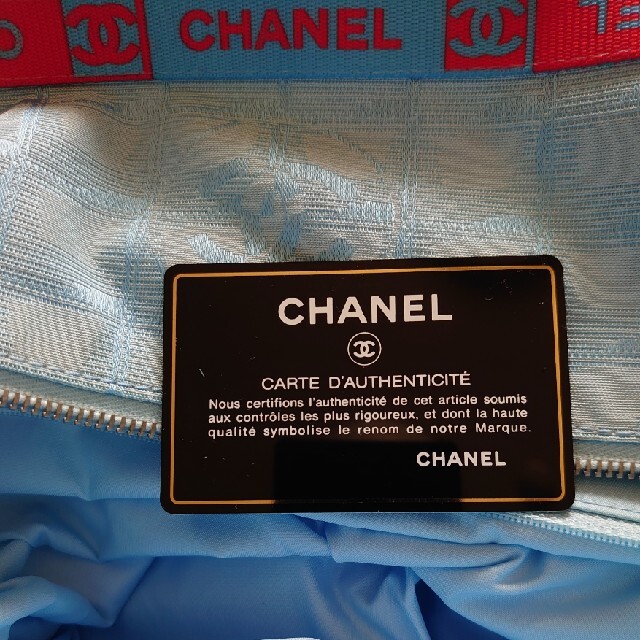 CHANEL
CHANEL
CARTE D'AUTHENTICITÉ
Nous certifions l'authenticité de cet article soumis
aux contrôles les plus rigoureux, et dont la haute
qualité symbolise le renom de notre Marque.
CHANEL